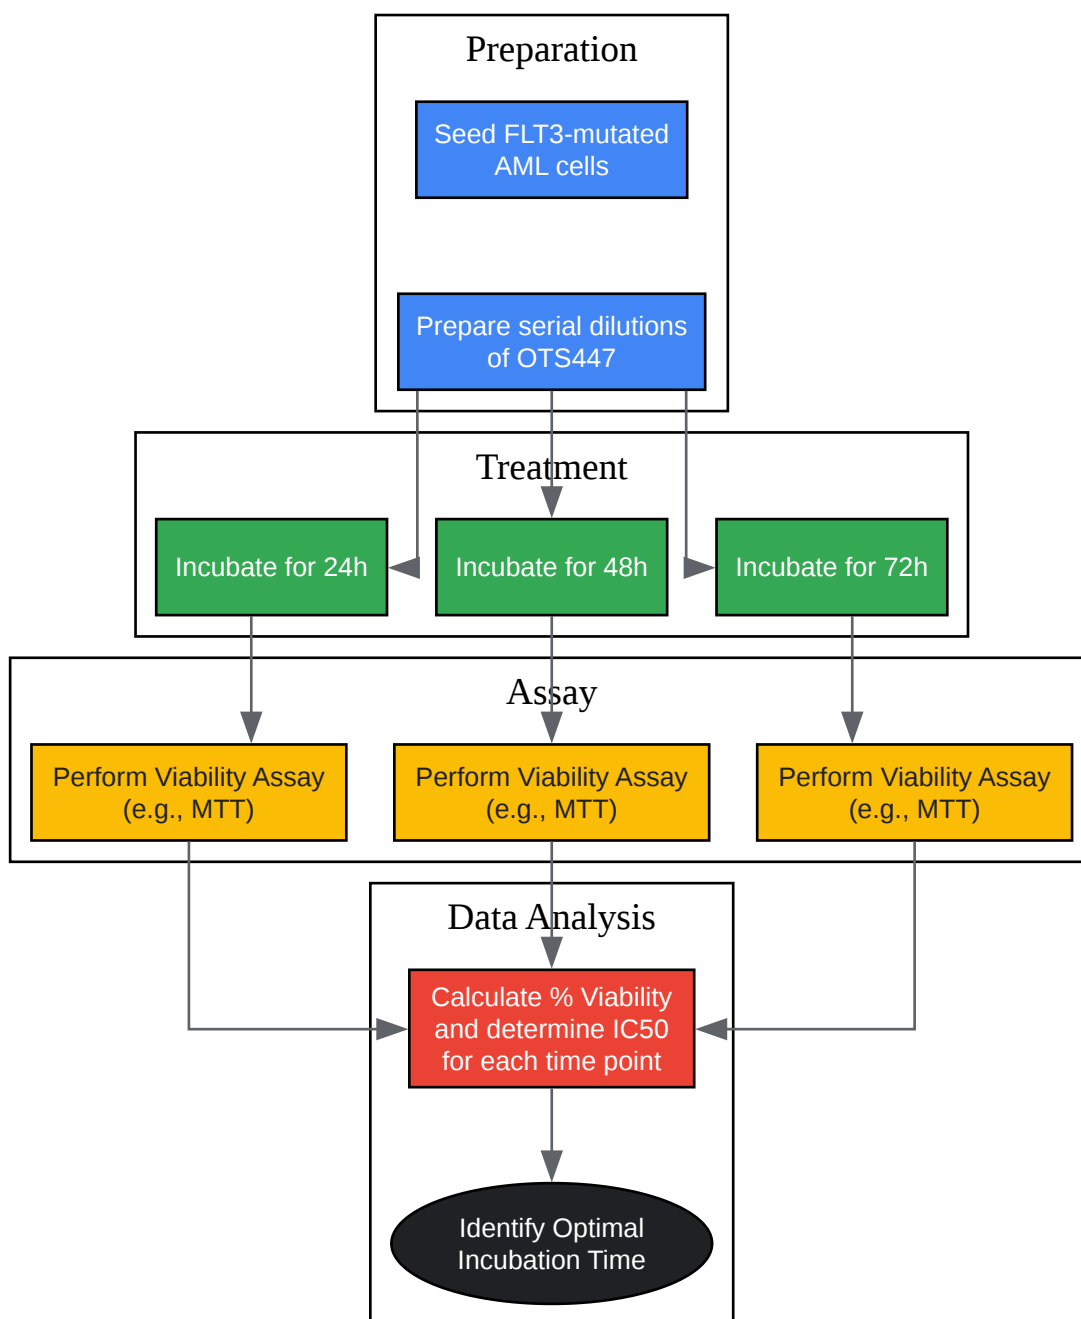 Preparation
Seed FLT3-mutated
AML cells
Prepare serial dilutions
of OTS447
Treatment
Incubate for 24h
Incubate for 48h
Incubate for 72h
Assay
Perform Viability Assay
(e.g., MTT)
Perform Viability Assay
(e.g., MTT)
Perform Viability Assay
(e.g., MTT)
Data Analysis
Calculate % Viability
and determine IC50
for each time point
Identify Optimal
Incubation Time